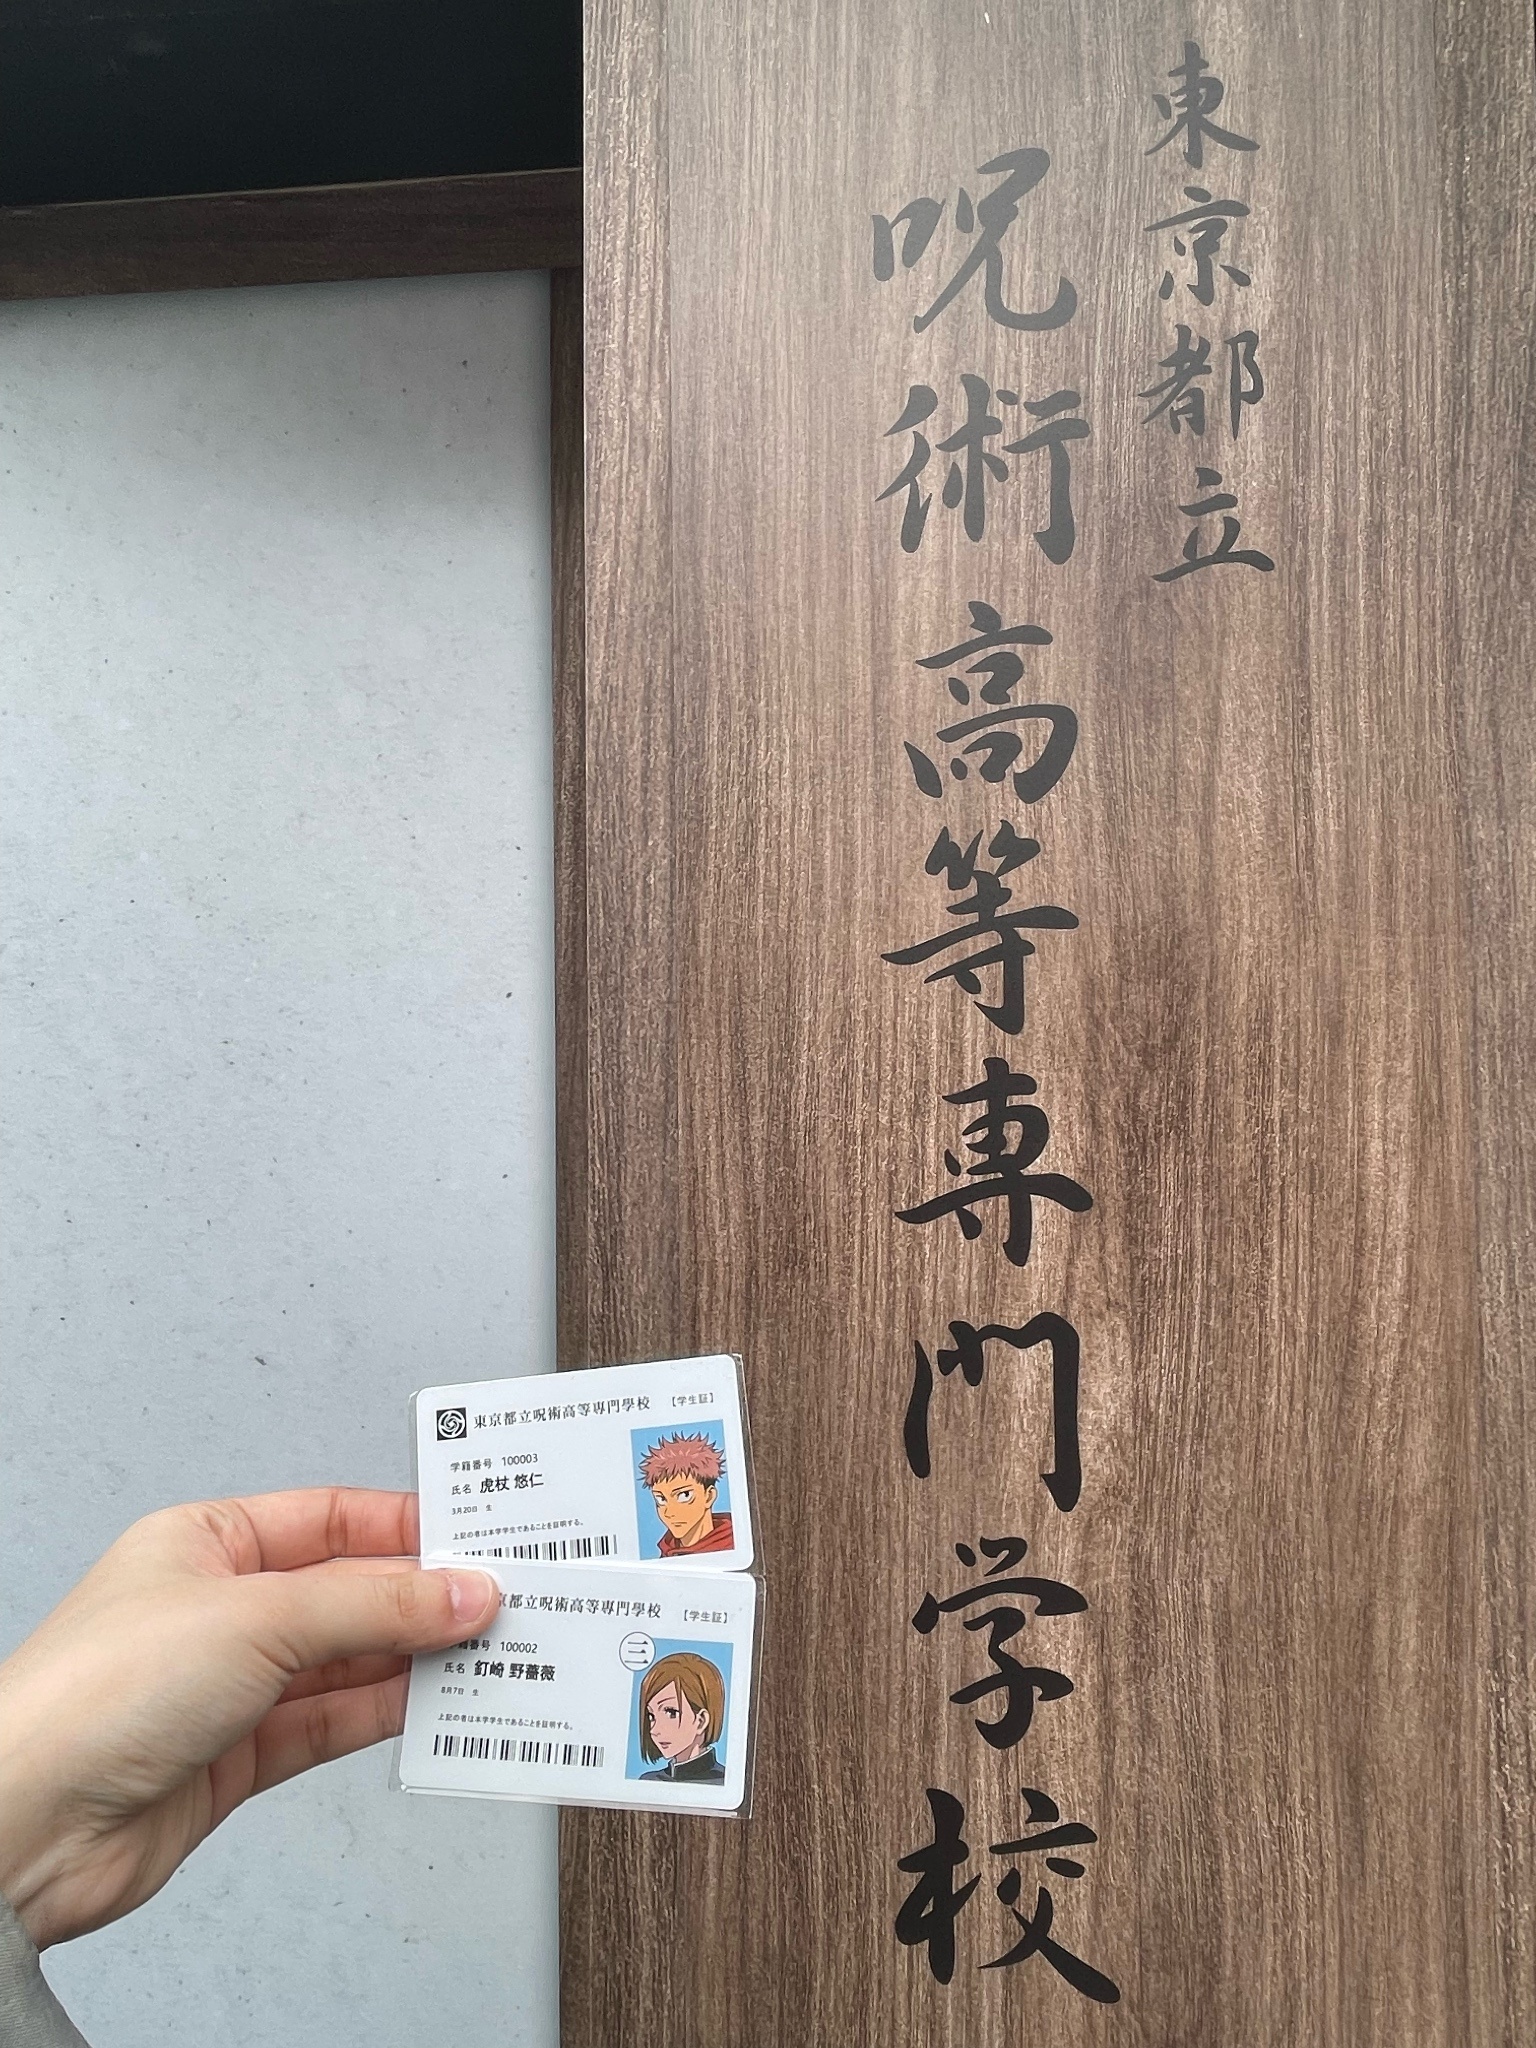 東京都立
呪術高等専門学校
東京都立呪術高等專門學校 【学生証】
学籍番号 100003
氏名 虎杖 悠仁
3月20日 生
上記の者は本学学生であることを証明する。
京都立呪術高等專門學校 【学生証】
学籍番号 100002
三
氏名 釘崎 野薔薇
8月7日 生
上記の者は本学学生であることを証明する。